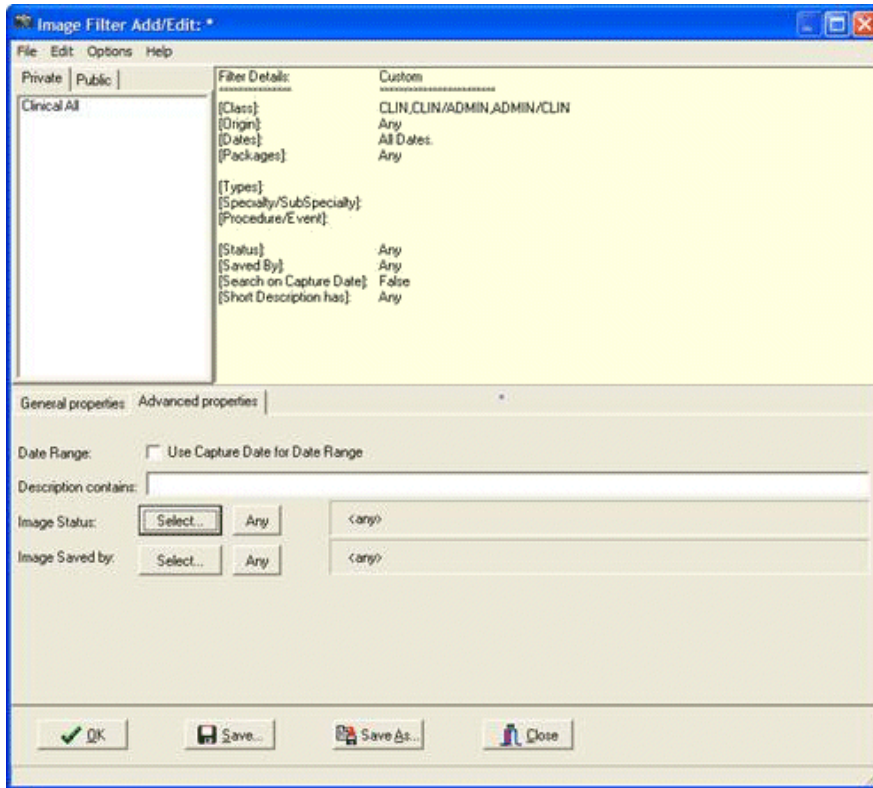 Image Filter Add/Edit: *
File Edit Options Help
Private Public
Clinical All
Filter Details: Custom
[Class]: CLIN,CLIN/ADMIN,ADMIN/CLIN
[Origin]: Any
[Dates]: All Dates.
[Packages]: Any
[Types]:
[Specialty/SubSpecialty]:
[Procedure/Event]:
[Status]: Any
[Saved By]: Any
[Search on Capture Date]: False
[Short Description has]: Any
General properties Advanced properties
Date Range: Use Capture Date for Date Range
Description contains:
Image Status: Select... Any <any>
Image Saved by: Select... Any <any>
OK Save... Save As... Close